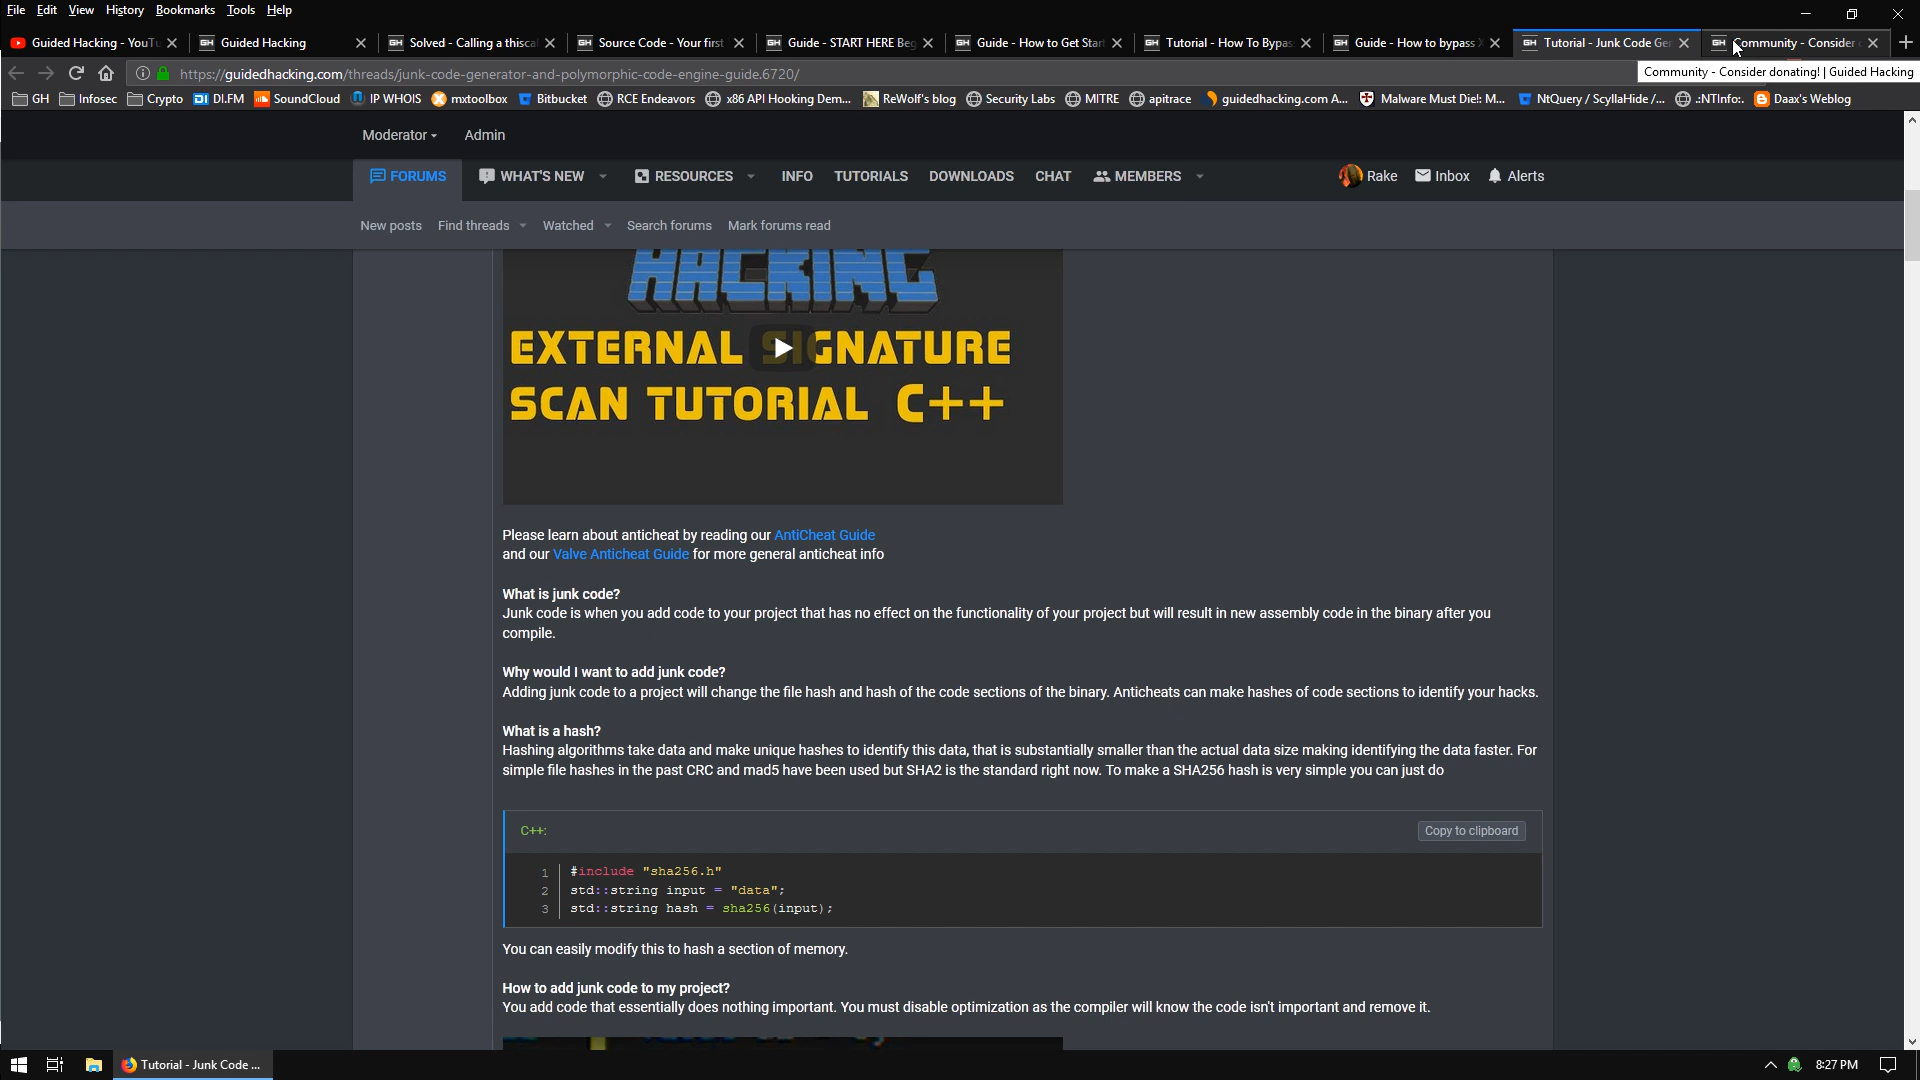 File Edit View History Bookmarks Tools Help
Guided Hacking - YouTu
GH Guided Hacking
GH Solved - Calling a thiscal
GH Source Code - Your first
GH Guide - START HERE Beg
GH Guide - How to Get Star
GH Tutorial - How To Bypas
GH Guide - How to bypass
GH Tutorial - Junk Code Ge
GH Community - Consider
https://guidedhacking.com/threads/junk-code-generator-and-polymorphic-code-engine-guide.6720/
Community - Consider donating! | Guided Hacking
GH Infosec Crypto DI DI.FM SoundCloud IP WHOIS mxtoolbox Bitbucket RCE Endeavors x86 API Hooking Dem... ReWolf's blog Security Labs MITRE apitrace guidedhacking.com A... Malware Must Die!: M... NtQuery / ScyllaHide /... .:NTInfo:. Daax's Weblog
Moderator Admin
FORUMS WHAT'S NEW RESOURCES INFO TUTORIALS DOWNLOADS CHAT MEMBERS Rake Inbox Alerts
New posts Find threads Watched Search forums Mark forums read
HACKING
EXTERNAL SIGNATURE
SCAN TUTORIAL C++
Please learn about anticheat by reading our AntiCheat Guide
and our Valve Anticheat Guide for more general anticheat info
What is junk code?
Junk code is when you add code to your project that has no effect on the functionality of your project but will result in new assembly code in the binary after you
compile.
Why would I want to add junk code?
Adding junk code to a project will change the file hash and hash of the code sections of the binary. Anticheats can make hashes of code sections to identify your hacks.
What is a hash?
Hashing algorithms take data and make unique hashes to identify this data, that is substantially smaller than the actual data size making identifying the data faster. For
simple file hashes in the past CRC and mad5 have been used but SHA2 is the standard right now. To make a SHA256 hash is very simple you can just do
C++:
Copy to clipboard
1 #include "sha256.h"
2 std::string input = "data";
3 std::string hash = sha256(input);
You can easily modify this to hash a section of memory.
How to add junk code to my project?
You add code that essentially does nothing important. You must disable optimization as the compiler will know the code isn't important and remove it.
Tutorial - Junk Code ...
8:27 PM